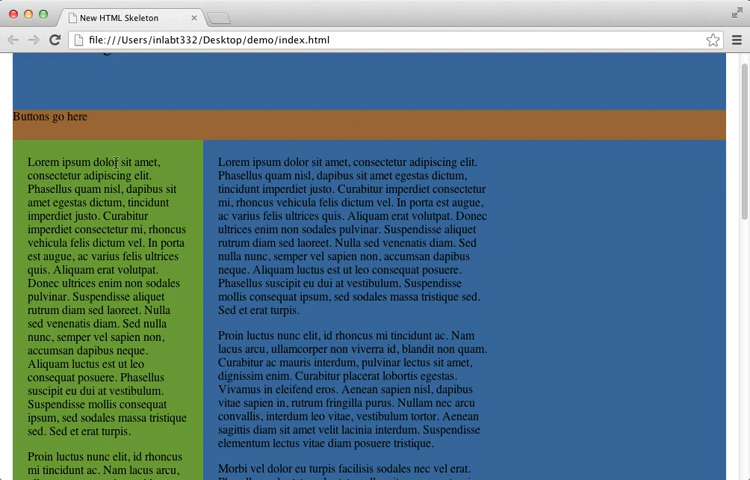 New HTML Skeleton
file:///Users/inlabt332/Desktop/demo/index.html
Buttons go here
Lorem ipsum dolor sit amet,
consectetur adipiscing elit.
Phasellus quam nisl, dapibus sit
amet egestas dictum, tincidunt
imperdiet justo. Curabitur
imperdiet consectetur mi, rhoncus
vehicula felis dictum vel. In porta
est augue, ac varius felis ultrices
quis. Aliquam erat volutpat.
Donec ultrices enim non sodales
pulvinar. Suspendisse aliquet
rutrum diam sed laoreet. Nulla
sed venenatis diam. Sed nulla
nunc, semper vel sapien non,
accumsan dapibus neque.
Aliquam luctus est ut leo
consequat posuere. Phasellus
suscipit eu dui at vestibulum.
Suspendisse mollis consequat
ipsum, sed sodales massa tristique
sed. Sed et erat turpis.
Proin luctus nunc elit, id rhoncus
mi tincidunt ac. Nam lacus arcu,
Lorem ipsum dolor sit amet, consectetur adipiscing elit.
Phasellus quam nisl, dapibus sit amet egestas dictum,
tincidunt imperdiet justo. Curabitur imperdiet consectetur
mi, rhoncus vehicula felis dictum vel. In porta est augue,
ac varius felis ultrices quis. Aliquam erat volutpat. Donec
ultrices enim non sodales pulvinar. Suspendisse aliquet
rutrum diam sed laoreet. Nulla sed venenatis diam. Sed
nulla nunc, semper vel sapien non, accumsan dapibus
neque. Aliquam luctus est ut leo consequat posuere.
Phasellus suscipit eu dui at vestibulum. Suspendisse
mollis consequat ipsum, sed sodales massa tristique sed.
Sed et erat turpis.
Proin luctus nunc elit, id rhoncus mi tincidunt ac. Nam
lacus arcu, ullamcorper non viverra id, blandit non quam.
Curabitur ac mauris interdum, pulvinar lectus sit amet,
dignissim enim. Curabitur placerat lobortis egestas.
Vivamus in eleifend eros. Aenean sapien nisl, dapibus
vitae sapien in, rutrum fringilla purus. Nullam nec arcu
convallis, interdum leo vitae, vestibulum tortor. Aenean
sagittis diam sit amet velit lacinia interdum. Suspendisse
elementum lectus vitae diam posuere tristique.
Morbi vel dolor eu turpis facilisis sodales nec vel erat.